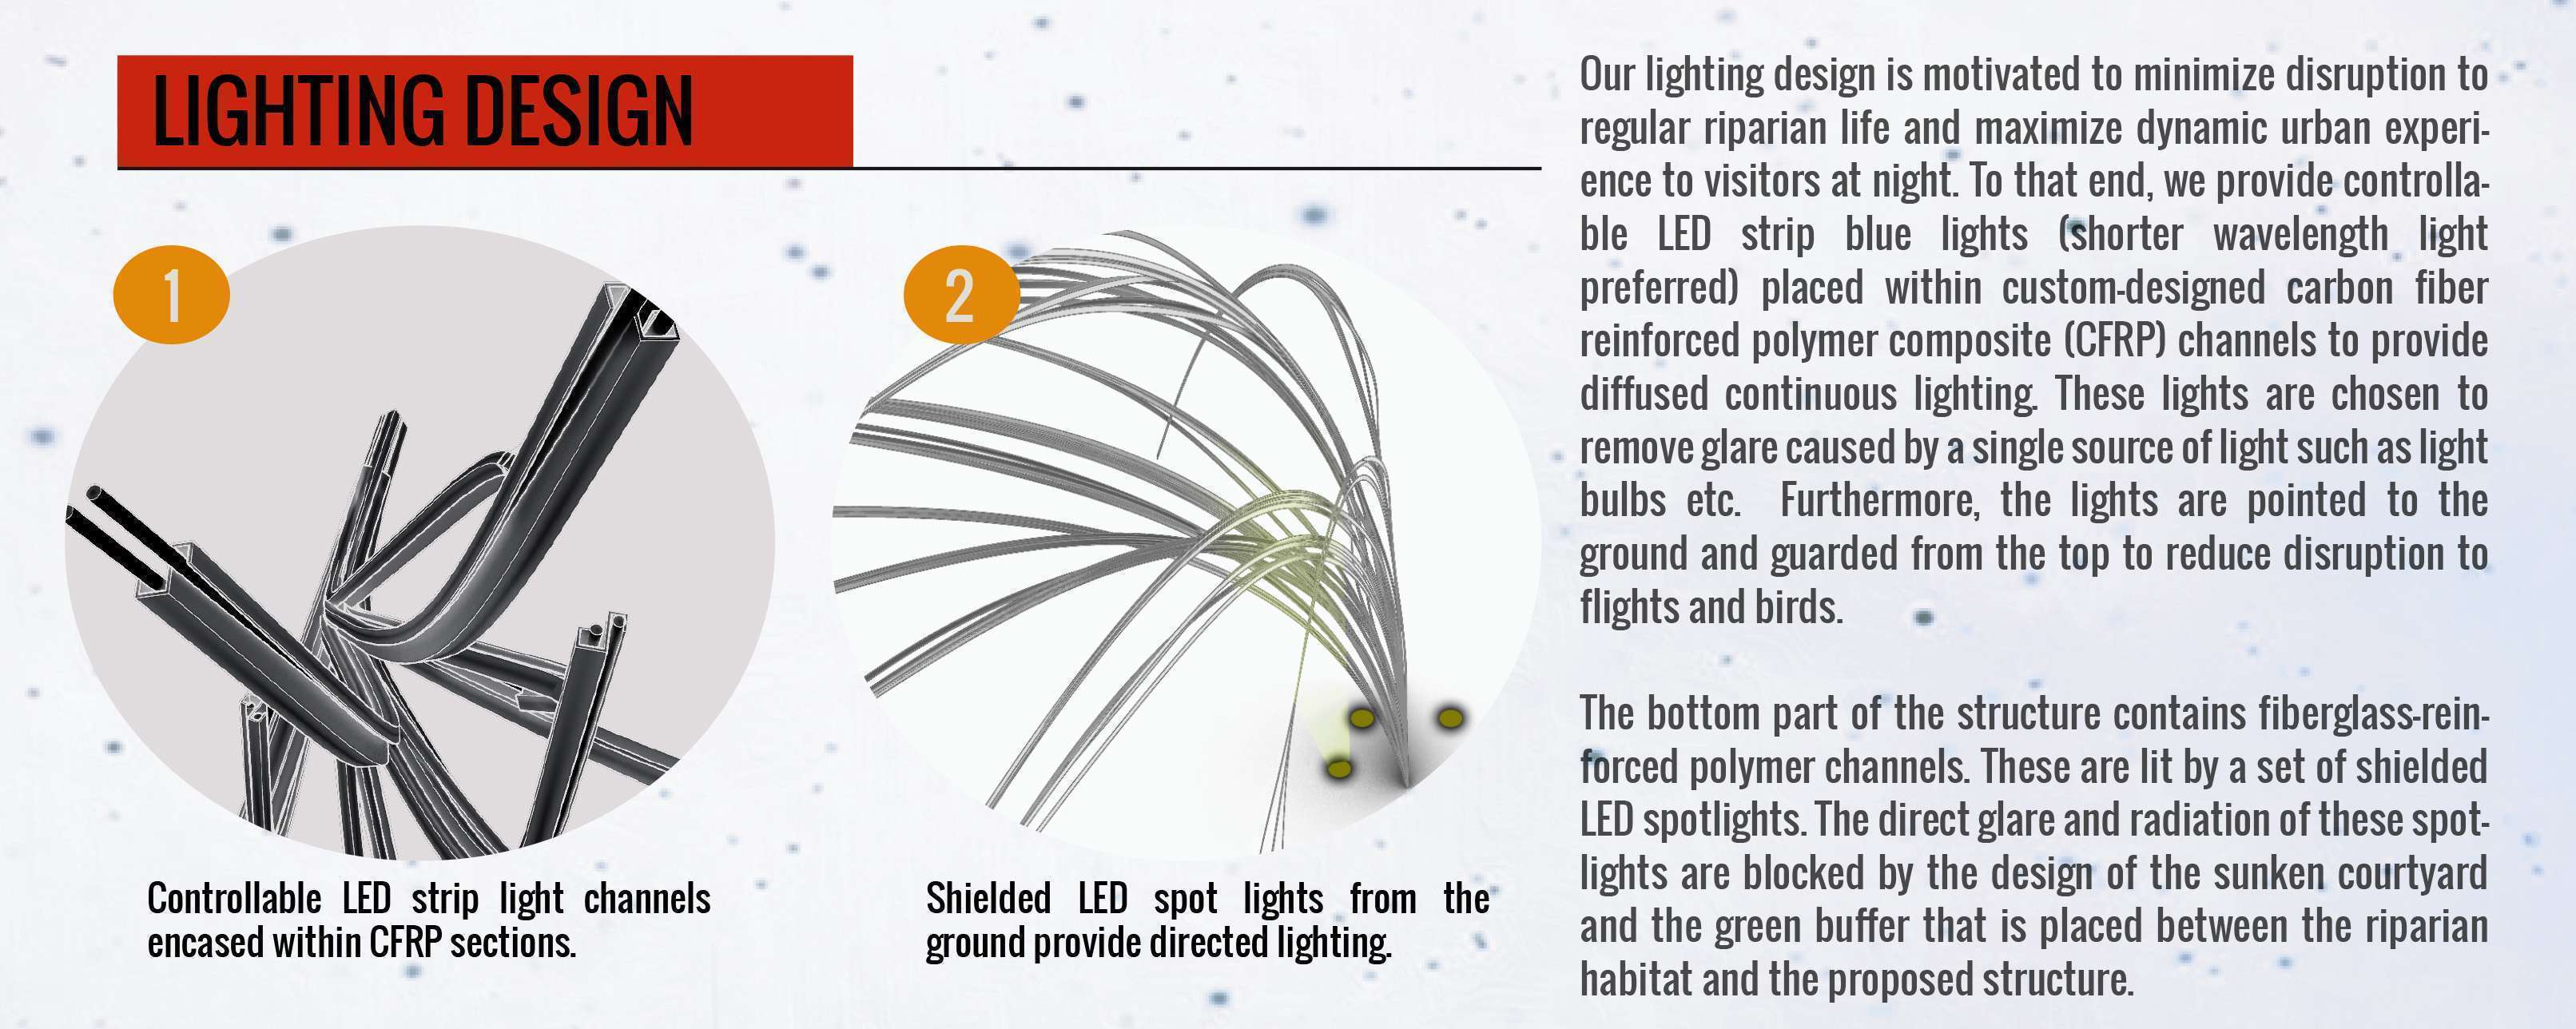 LIGHTING DESIGN
1
2
Controllable LED strip light channels
encased within CFRP sections.
Shielded LED spot lights from the
ground provide directed lighting.
Our lighting design is motivated to minimize disruption to
regular riparian life and maximize dynamic urban experi-
ence to visitors at night. To that end, we provide controlla-
ble LED strip blue lights (shorter wavelength light
preferred) placed within custom-designed carbon fiber
reinforced polymer composite (CFRP) channels to provide
diffused continuous lighting. These lights are chosen to
remove glare caused by a single source of light such as light
bulbs etc.  Furthermore, the lights are pointed to the
ground and guarded from the top to reduce disruption to
flights and birds.
The bottom part of the structure contains fiberglass-rein-
forced polymer channels. These are lit by a set of shielded
LED spotlights. The direct glare and radiation of these spot-
lights are blocked by the design of the sunken courtyard
and the green buffer that is placed between the riparian
habitat and the proposed structure.